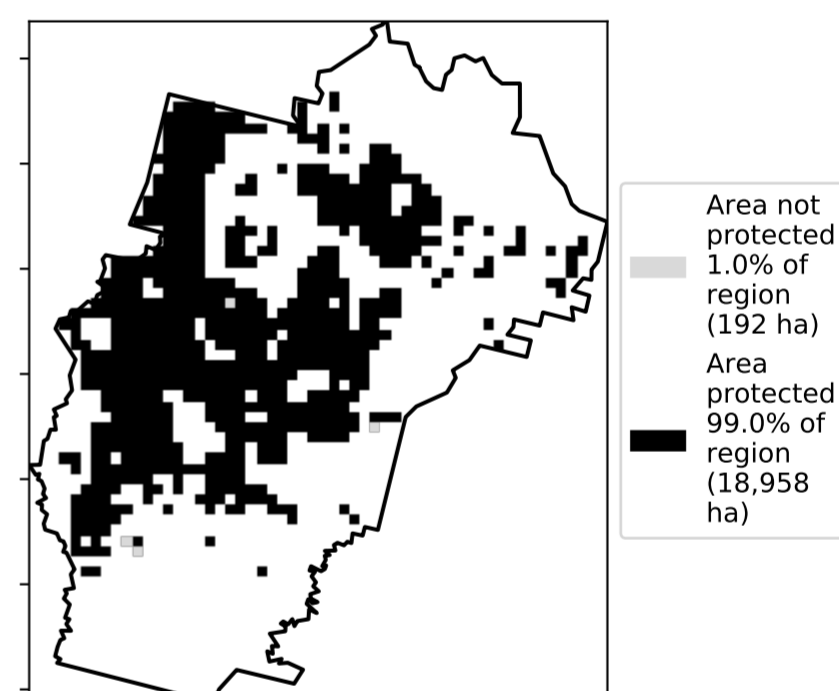 Area not
protected
1.0% of
region
(192 ha)
Area
protected
99.0% of
region
(18,958
ha)